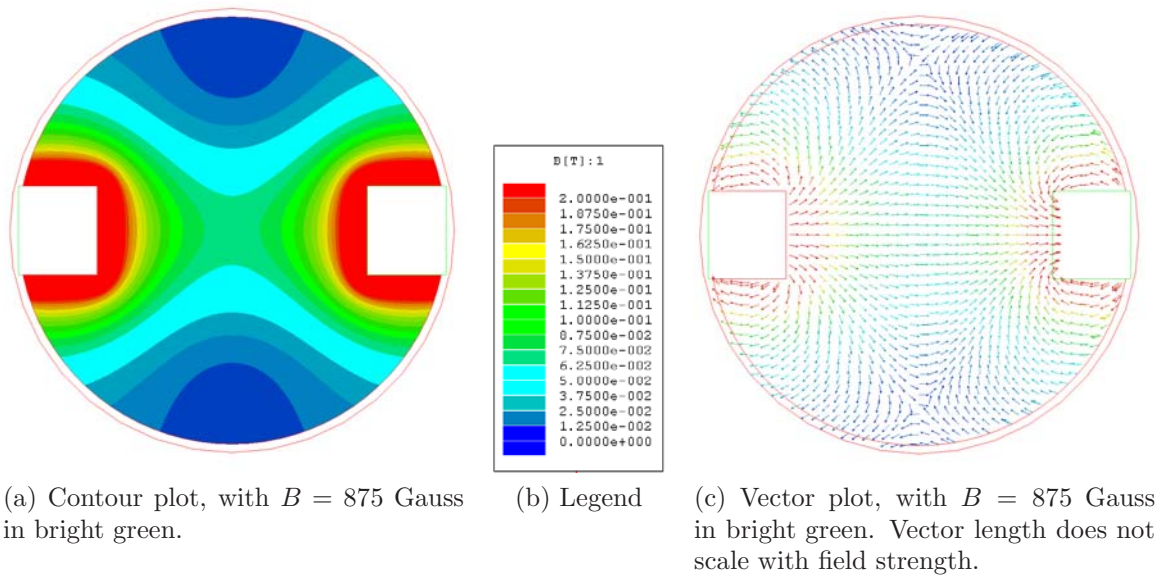 B[T]:1
2.0000e-001
1.8750e-001
1.7500e-001
1.6250e-001
1.5000e-001
1.3750e-001
1.2500e-001
1.1250e-001
1.0000e-001
8.7500e-002
7.5000e-002
6.2500e-002
5.0000e-002
3.7500e-002
2.5000e-002
1.2500e-002
0.0000e+000
(a) Contour plot, with B = 875 Gauss
in bright green.
(b) Legend
(c) Vector plot, with B = 875 Gauss
in bright green. Vector length does not
scale with field strength.